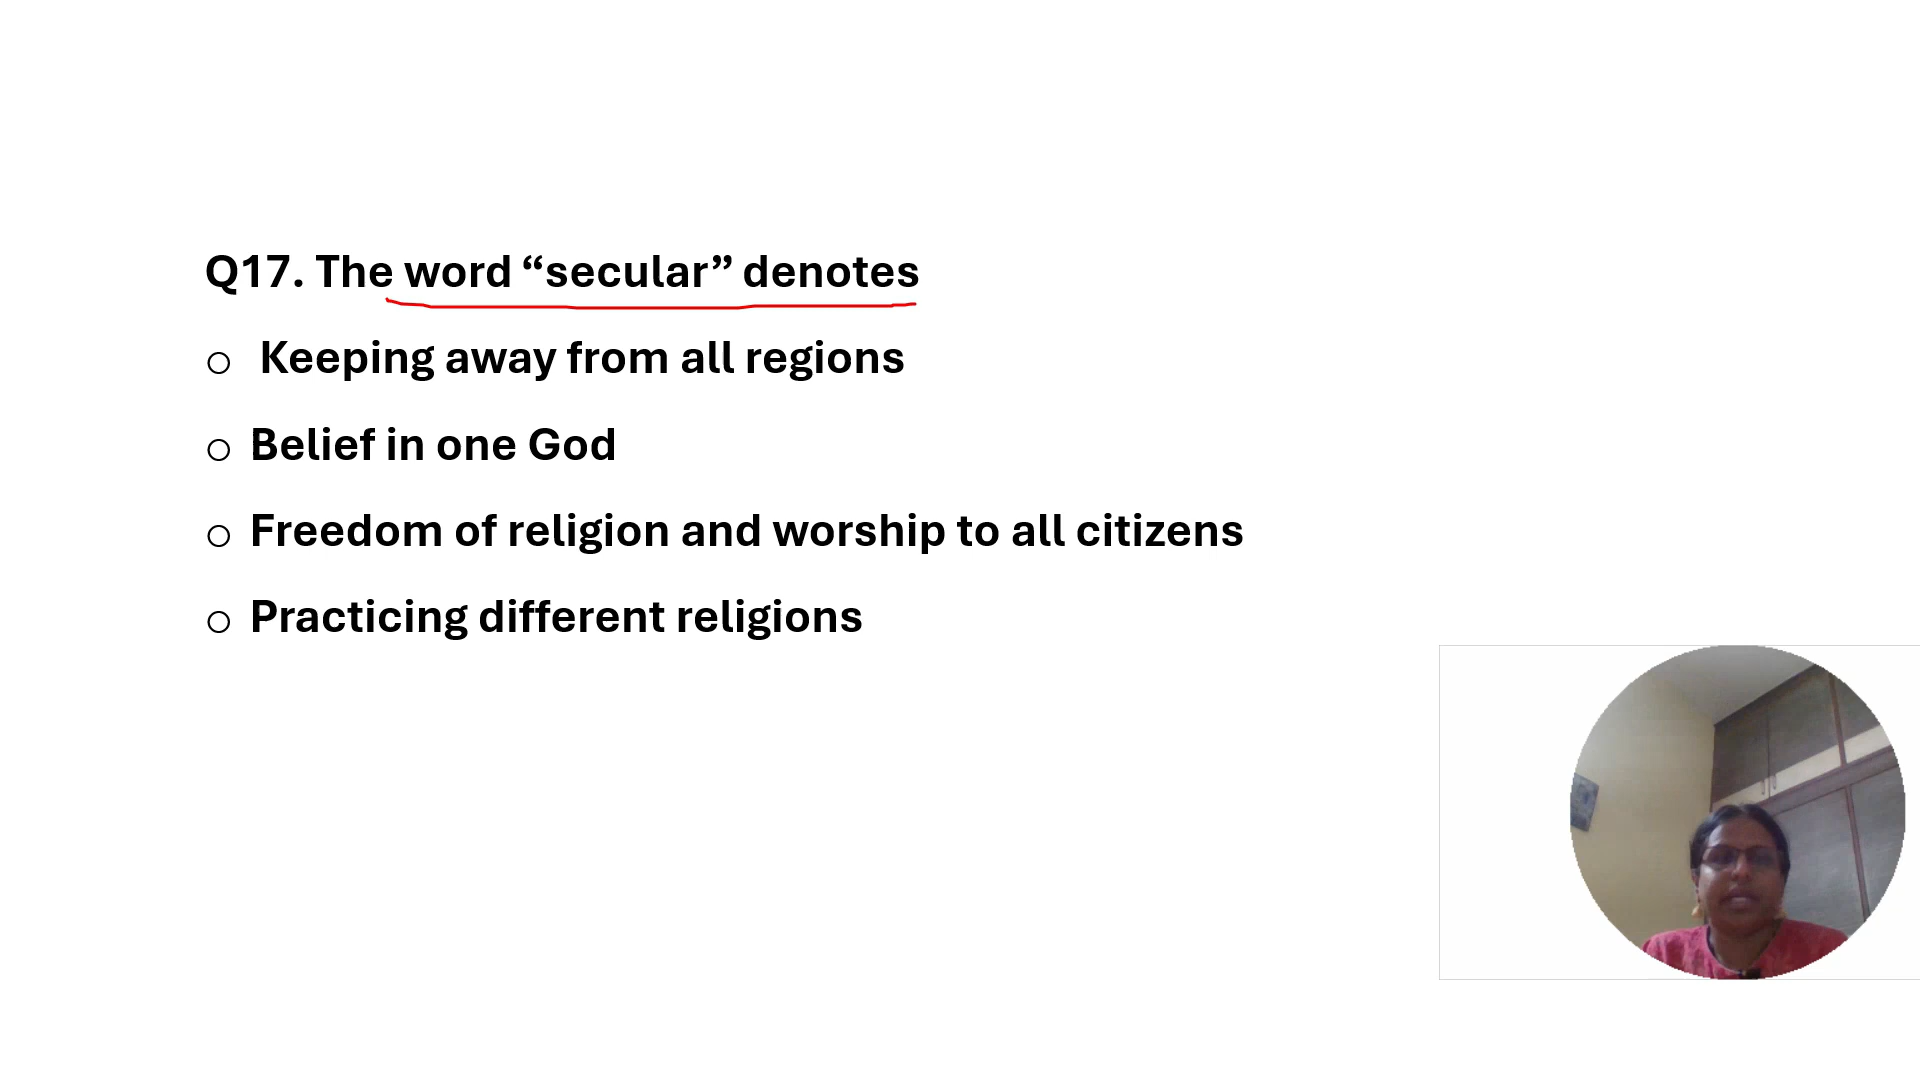 Q17. The word “secular” denotes
Keeping away from all regions
Belief in one God
Freedom of religion and worship to all citizens
Practicing different religions